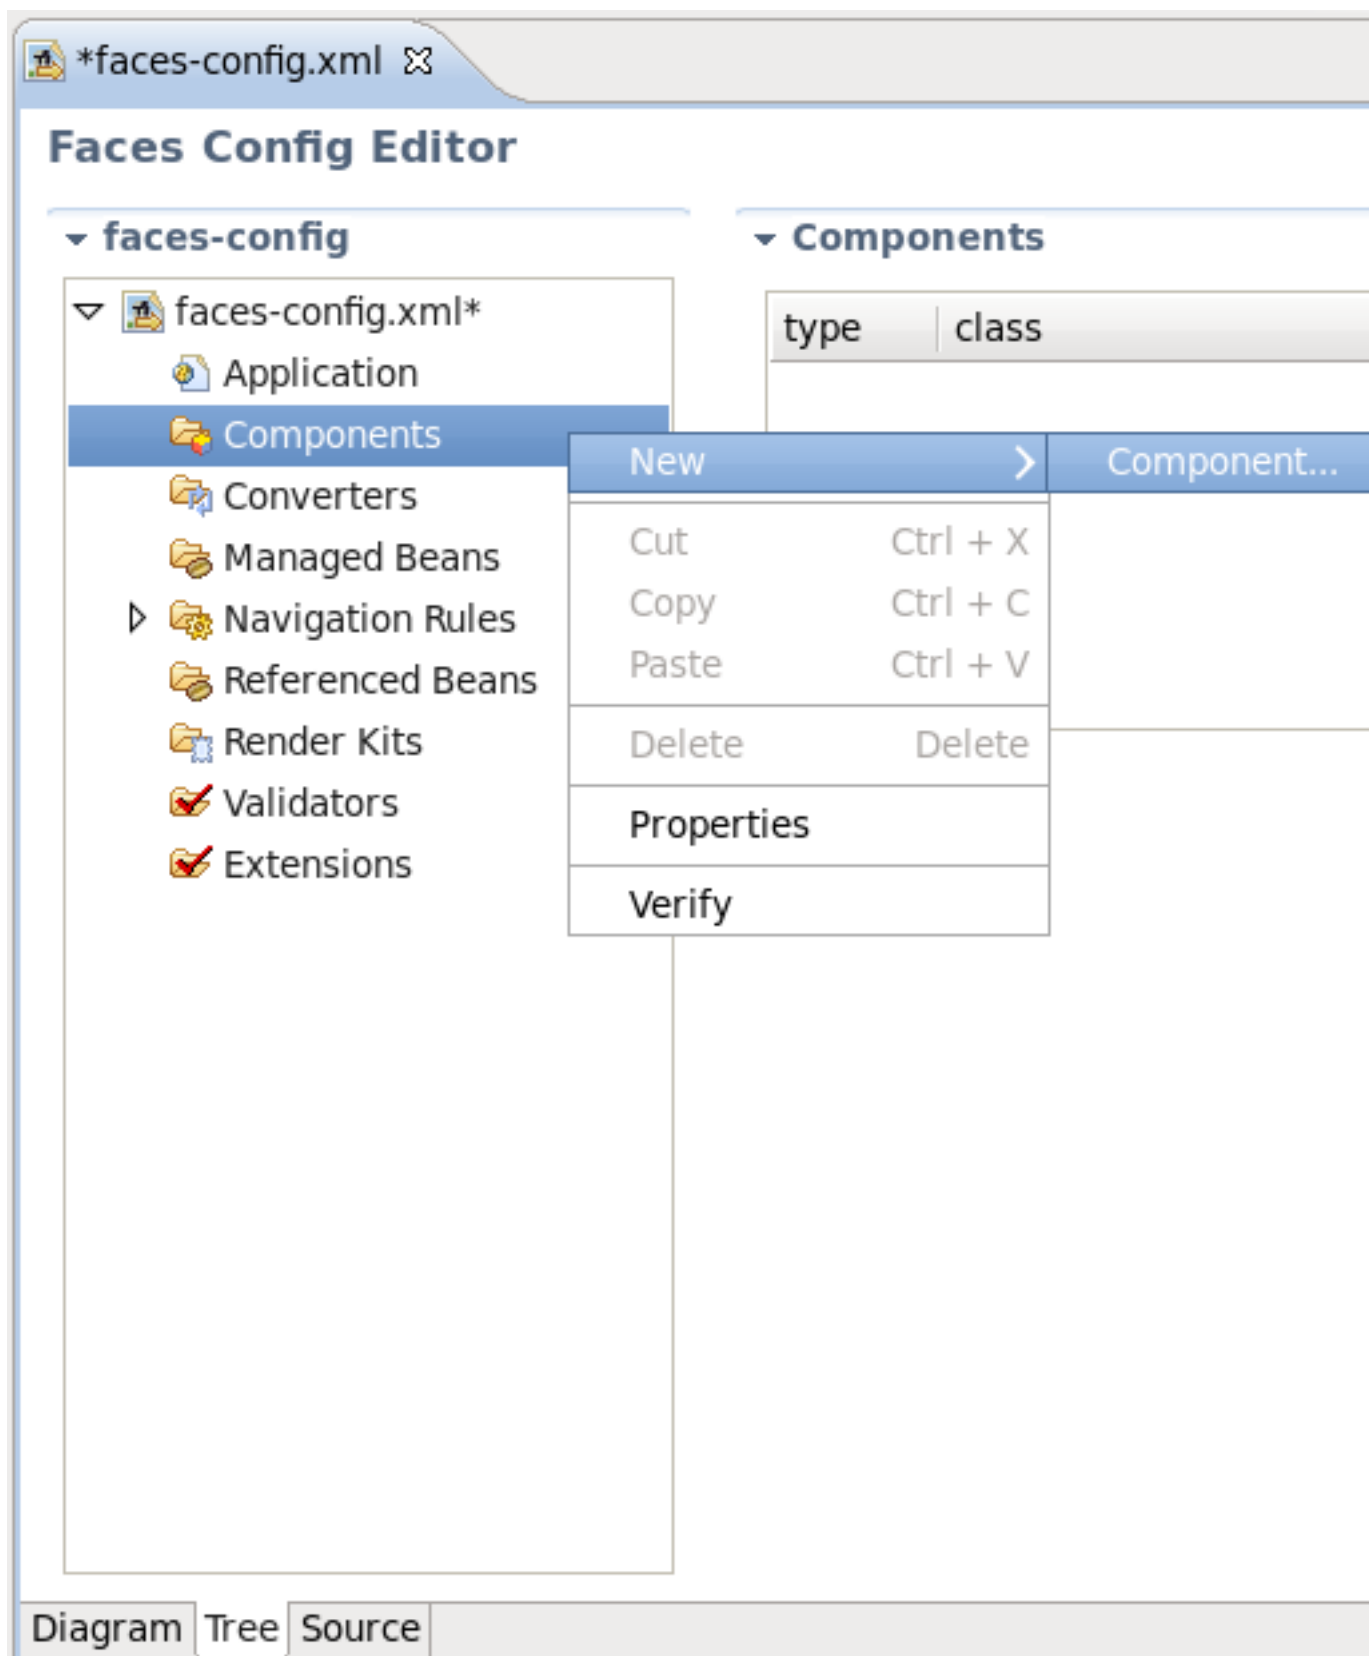 *faces-config.xml
Faces Config Editor
faces-config
faces-config.xml*
Application
Components
Converters
Managed Beans
Navigation Rules
Referenced Beans
Render Kits
Validators
Extensions
Components
type class
New
Component...
Cut Ctrl + X
Copy Ctrl + C
Paste Ctrl + V
Delete Delete
Properties
Verify
Diagram Tree Source